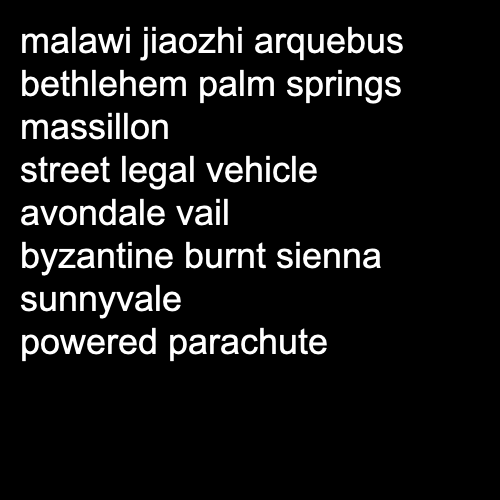 malawi jiaozhi arquebus
bethlehem palm springs
massillon
street legal vehicle
avondale vail
byzantine burnt sienna
sunnyvale
powered parachute